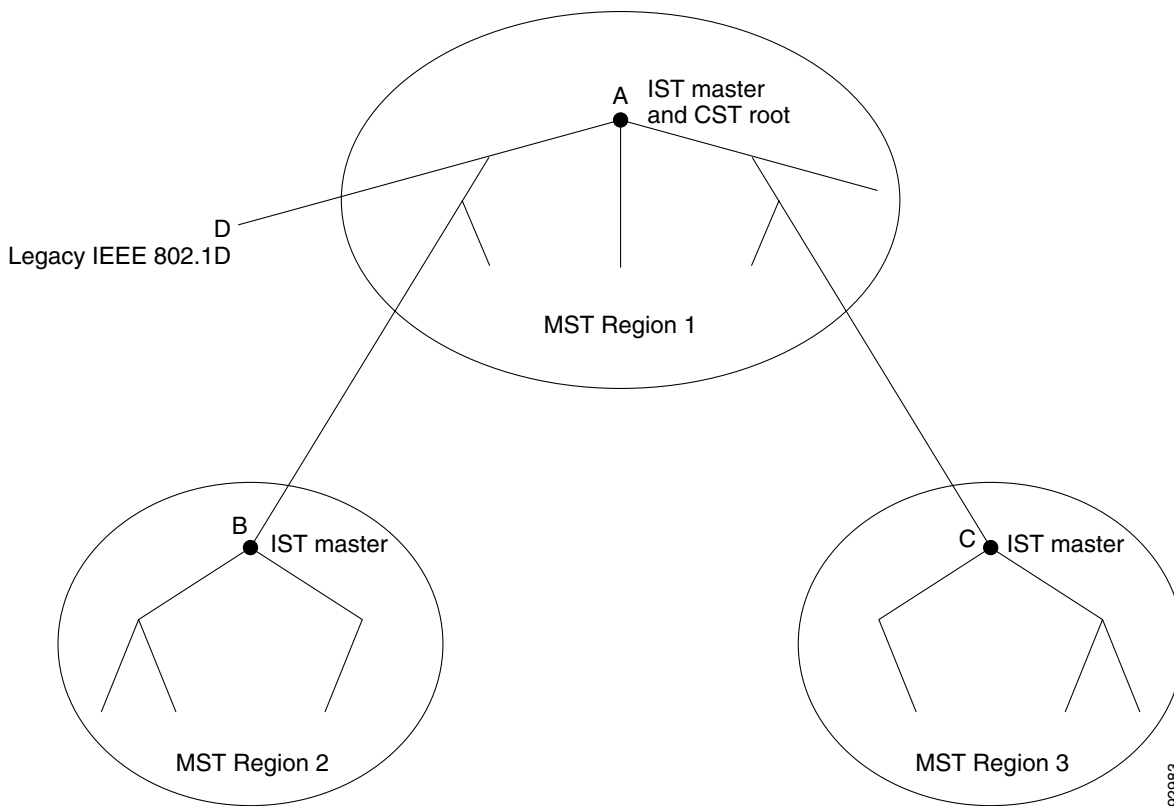 A
IST master
and CST root
D
Legacy IEEE 802.1D
MST Region 1
B
IST master
C
IST master
MST Region 2
MST Region 3